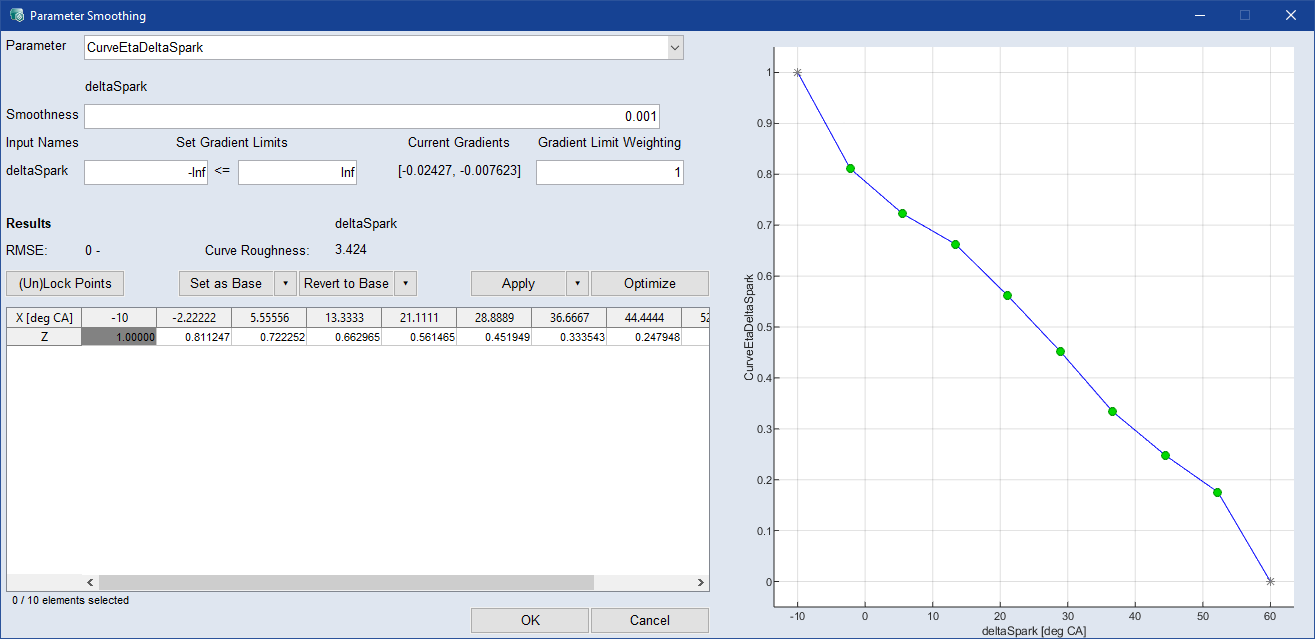 Parameter Smoothing
Parameter
CurveEtaDeltaSpark
deltaSpark
Smoothness
0.001
Input Names
Set Gradient Limits
Current Gradients
Gradient Limit Weighting
deltaSpark
-Inf
<=
Inf
[-0.02427, -0.007623]
1
Results
deltaSpark
RMSE:
0 -
Curve Roughness:
3.424
(Un)Lock Points
Set as Base
Revert to Base
Apply
Optimize
X [deg CA] -10 -2.22222 5.55556 13.3333 21.1111 28.8889 36.6667 44.4444 52
Z 1.00000 0.811247 0.722252 0.662965 0.561465 0.451949 0.333543 0.247948
0 / 10 elements selected
OK
Cancel
1
0.9
0.8
0.7
0.6
0.5
0.4
0.3
0.2
0.1
0
CurveEtaDeltaSpark
-10 0 10 20 30 40 50 60
deltaSpark [deg CA]